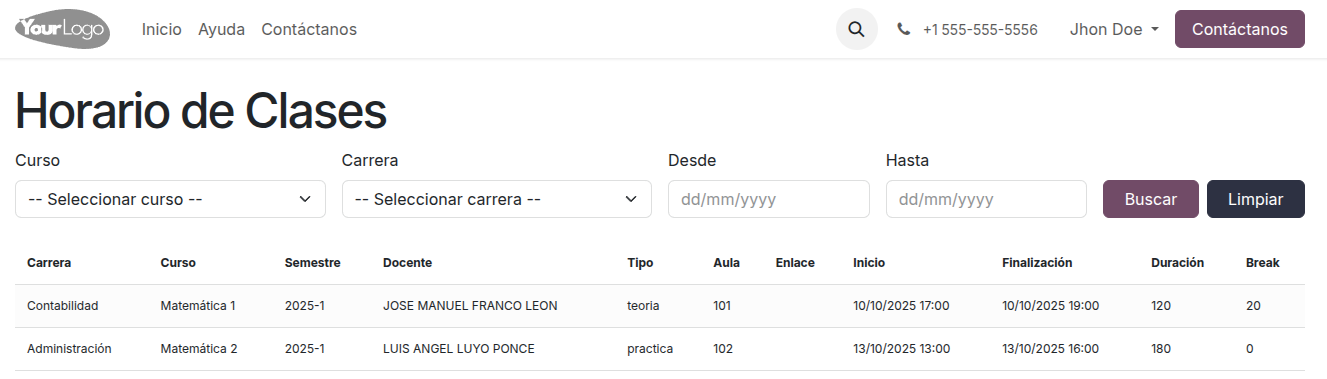 YourLogo Inicio Ayuda Contáctanos +1 555-555-5556 Jhon Doe Contáctanos
Horario de Clases
Curso Carrera Desde Hasta
-- Seleccionar curso -- -- Seleccionar carrera -- dd/mm/yyyy dd/mm/yyyy Buscar Limpiar
Carrera Curso Semestre Docente Tipo Aula Enlace Inicio Finalización Duración Break
Contabilidad Matemática 1 2025-1 JOSE MANUEL FRANCO LEON teoria 101 10/10/2025 17:00 10/10/2025 19:00 120 20
Administración Matemática 2 2025-1 LUIS ANGEL LUYO PONCE practica 102 13/10/2025 13:00 13/10/2025 16:00 180 0